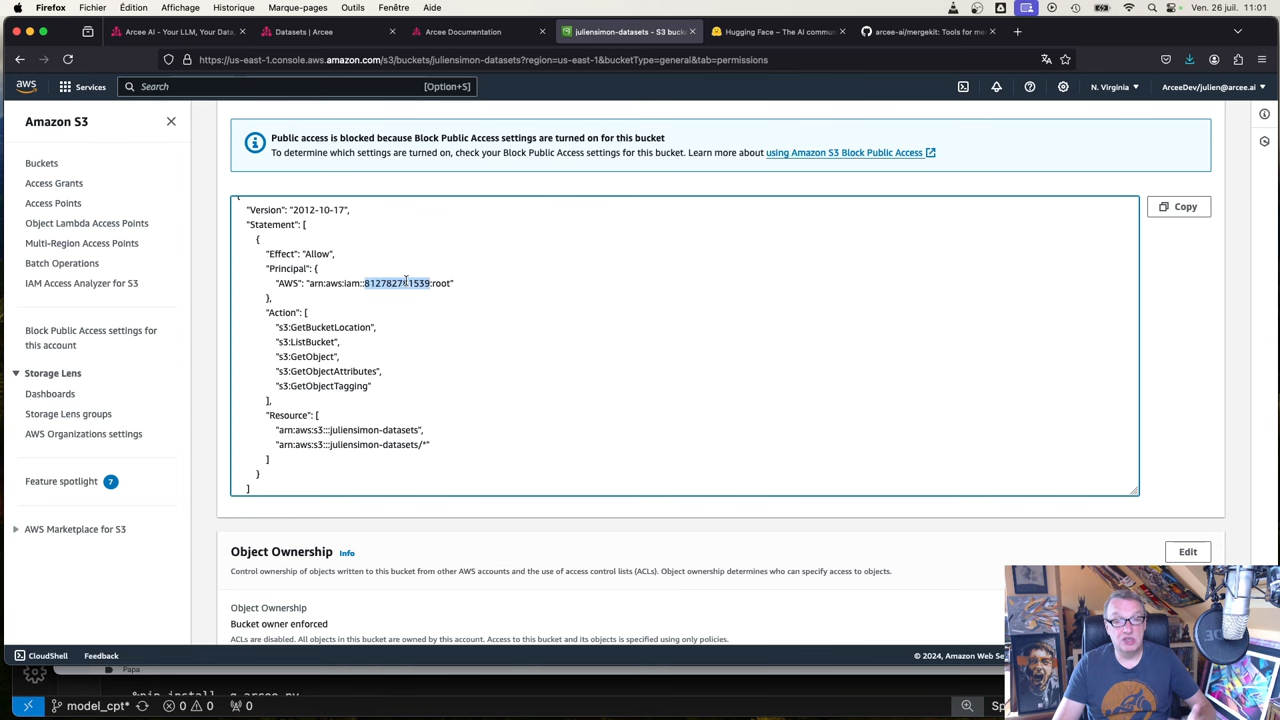 Firefox Fichier Édition Affichage Historique Marque-pages Outils Fenêtre Aide Ven. 26 juil. à 11:01
Arcee AI - Your LLM, Your Data, Datasets | Arcee Arcee Documentation juliensimon-datasets - S3 buck Hugging Face – The AI commun arcee-ai/mergekit: Tools for me
https://us-east-1.console.aws.amazon.com/s3/buckets/juliensimon-datasets?region=us-east-1&bucketType=general&tab=permissions
aws Services Search [Option+S] N. Virginia ArceeDev/julien@arcee.ai
Amazon S3
Buckets
Access Grants
Access Points
Object Lambda Access Points
Multi-Region Access Points
Batch Operations
IAM Access Analyzer for S3
Block Public Access settings for
this account
Storage Lens
Dashboards
Storage Lens groups
AWS Organizations settings
Feature spotlight 7
AWS Marketplace for S3
Public access is blocked because Block Public Access settings are turned on for this bucket
To determine which settings are turned on, check your Block Public Access settings for this bucket. Learn more about using Amazon S3 Block Public Access
Copy
{
"Version": "2012-10-17",
"Statement": [
{
"Effect": "Allow",
"Principal": {
"AWS":
},
"Action": [
"s3:GetBucketLocation",
"s3:ListBucket",
"s3:GetObject",
"s3:GetObjectAttributes",
"s3:GetObjectTagging"
],
"Resource": [
"arn:aws:s3:::juliensimon-datasets",
"arn:aws:s3:::juliensimon-datasets/*"
]
}
]
Object Ownership Info
Edit
Control ownership of objects written to this bucket from other AWS accounts and the use of access control lists (ACLs). Object ownership determines who can specify access to objects.
Object Ownership
Bucket owner enforced
ACLs are disabled. All objects in this bucket are owned by this account. Access to this bucket and its objects is specified using only policies.
CloudShell Feedback © 2024, Amazon Web Se
Papa
%pip install -q arcee-py
model_cpt* 0 0 0